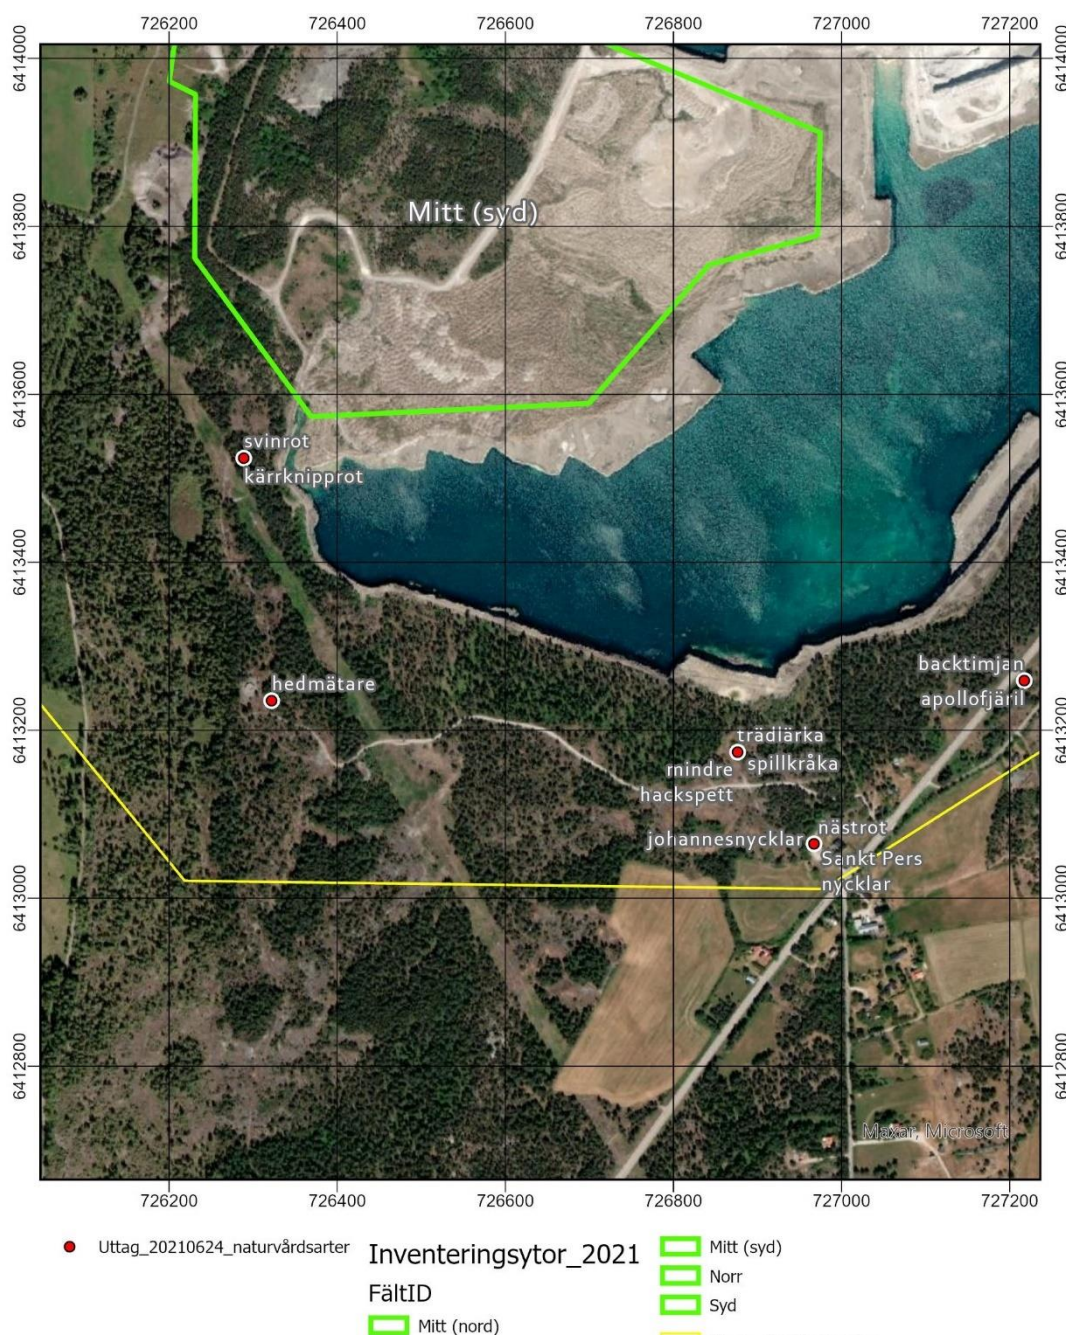 726200 726400 726600 726800 727000 727200
6414000 6414000
6413800 6413800
6413600 6413600
6413400 6413400
6413200 6413200
6413000 6413000
6412800 6412800
Mitt (syd)
svinrot
kärrknipprot
hedmätare
backtimjan
apollofjäril
trädlärka
mindre spillkråka
hackspett
johannesnycklar nästrot
Sankt Pers
nycklar
Maxar, Microsoft
726200 726400 726600 726800 727000 727200
Uttag_20210624_naturvårdsarter
Inventeringsytor_2021
FältID
Mitt (nord)
Mitt (syd)
Norr
Syd